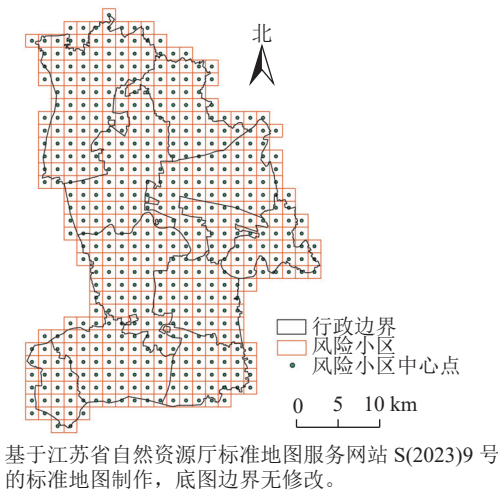 北
行政边界
风险小区
风险小区中心点
0 5 10 km
基于江苏省自然资源厅标准地图服务网站 S(2023)9 号
的标准地图制作，底图边界无修改。